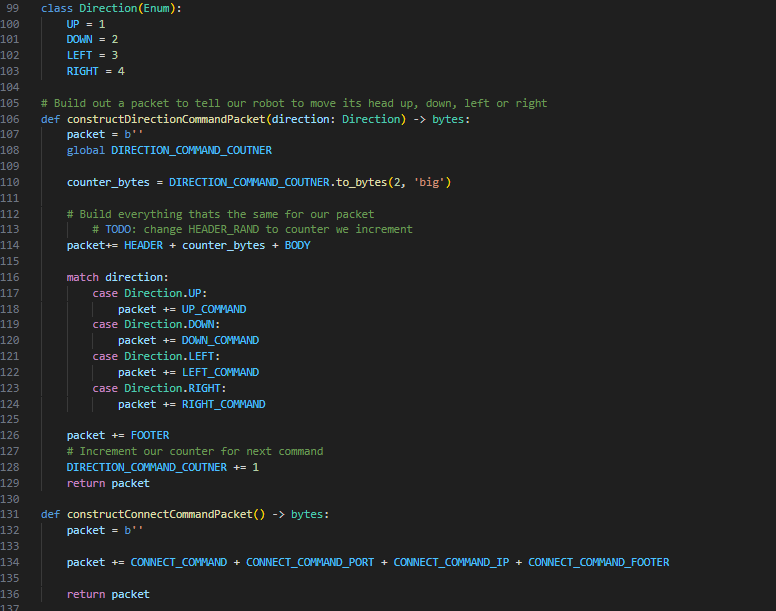 99 class Direction(Enum):
100 UP = 1
101 DOWN = 2
102 LEFT = 3
103 RIGHT = 4
104
105 # Build out a packet to tell our robot to move its head up, down, left or right
106 def constructDirectionCommandPacket(direction: Direction) -> bytes:
107 packet = b''
108 global DIRECTION_COMMAND_COUTNER
109
110 counter_bytes = DIRECTION_COMMAND_COUTNER.to_bytes(2, 'big')
111
112 # Build everything thats the same for our packet
113 # TODO: change HEADER_RAND to counter we increment
114 packet+= HEADER + counter_bytes + BODY
115
116 match direction:
117 case Direction.UP:
118 packet += UP_COMMAND
119 case Direction.DOWN:
120 packet += DOWN_COMMAND
121 case Direction.LEFT:
122 packet += LEFT_COMMAND
123 case Direction.RIGHT:
124 packet += RIGHT_COMMAND
125
126 packet += FOOTER
127 # Increment our counter for next command
128 DIRECTION_COMMAND_COUTNER += 1
129 return packet
130
131 def constructConnectCommandPacket() -> bytes:
132 packet = b''
133
134 packet += CONNECT_COMMAND + CONNECT_COMMAND_PORT + CONNECT_COMMAND_IP + CONNECT_COMMAND_FOOTER
135
136 return packet
137